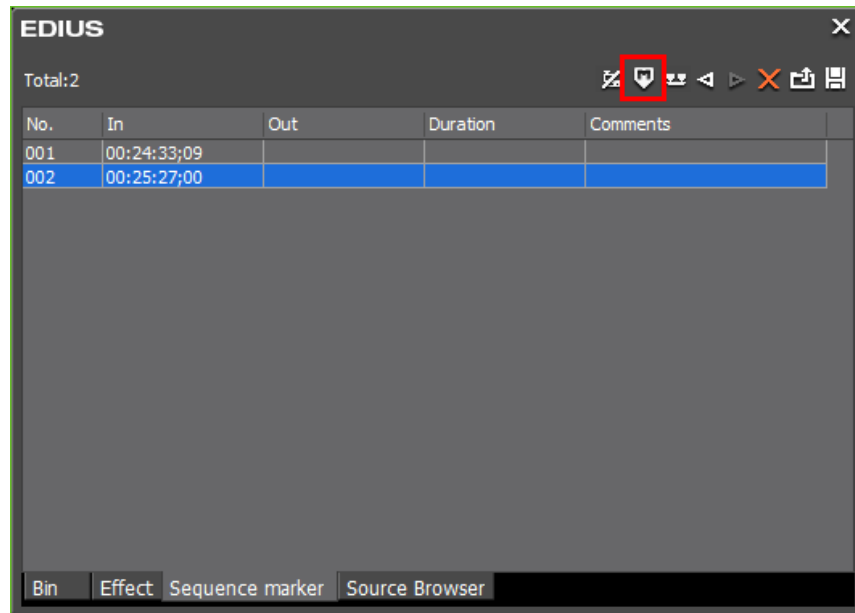 EDIUS
Total:2
No. In Out Duration Comments
001 00:24:33;09
002 00:25:27;00
Bin Effect Sequence marker Source Browser